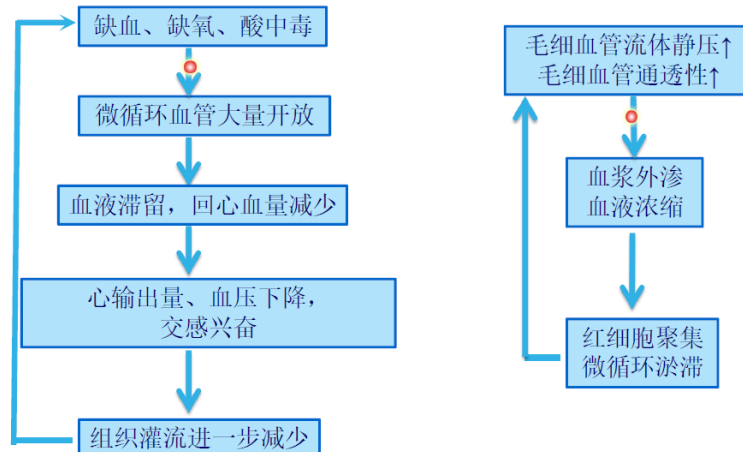 缺血、缺氧、酸中毒
微循环血管大量开放
血液滞留，回心血量减少
心输出量、血压下降，
交感兴奋
组织灌流进一步减少
毛细血管流体静压↑
毛细血管通透性↑
血浆外渗
血液浓缩
红细胞聚集
微循环淤滞